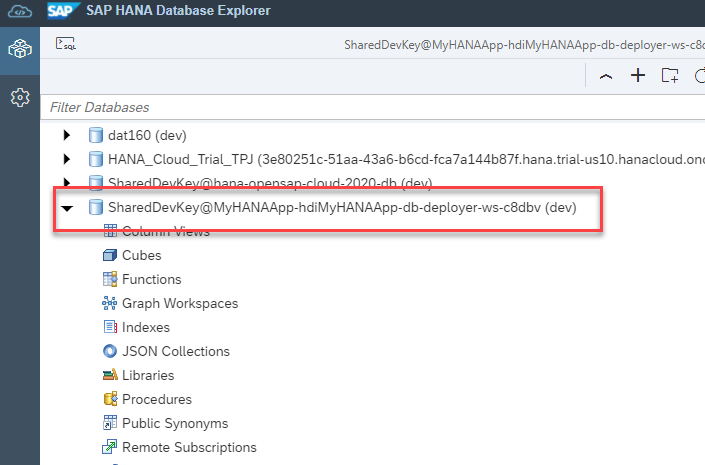 SAP SAP HANA Database Explorer
SQL SharedDevKey@MyHANAApp-hdiMyHANAApp-db-deployer-ws-c8d
Filter Databases
dat160 (dev)
HANA_Cloud_Trial_TPJ (3e80251c-51aa-43a6-b6cd-fca7a144b87f.hana.trial-us10.hanacloud.on
SharedDevKey@hana-opensap-cloud-2020-db (dev)
SharedDevKey@MyHANAApp-hdiMyHANAApp-db-deployer-ws-c8dbv (dev)
Column Views
Cubes
Functions
Graph Workspaces
Indexes
JSON Collections
Libraries
Procedures
Public Synonyms
Remote Subscriptions